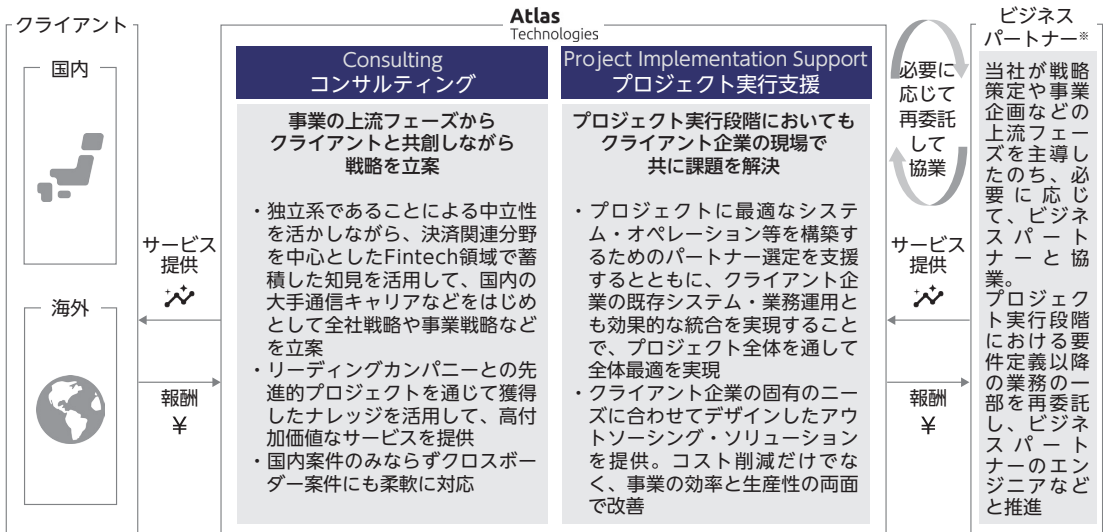 クライアント
国内
海外
サービス
提供
報酬
¥
Atlas
Technologies
Consulting
コンサルティング
事業の上流フェーズから
クライアントと共創しながら
戦略を立案
・独立系であることによる中立性
を活かしながら、決済関連分野
を中心としたFintech領域で蓄
積した知見を活用して、国内の
大手通信キャリアなどをはじめ
として全社戦略や事業戦略など
を立案
・リーディングカンパニーとの先
進的プロジェクトを通じて獲得
したナレッジを活用して、高付
加価値なサービスを提供
・国内案件のみならずクロスボー
ダー案件にも柔軟に対応
Project Implementation Support
プロジェクト実行支援
プロジェクト実行段階においても
クライアント企業の現場で
共に課題を解決
・プロジェクトに最適なシステ
ム・オペレーション等を構築す
るためのパートナー選定を支援
するとともに、クライアント企
業の既存システム・業務運用と
も効果的な統合を実現すること
で、プロジェクト全体を通して
全体最適を実現
・クライアント企業の固有のニー
ズに合わせてデザインしたアウ
トソーシング・ソリューション
を提供。コスト削減だけでな
く、事業の効率と生産性の両面
で改善
必要に
応じて
再委託
して
協業
サービス
提供
報酬
¥
ビジネス
パートナー※
当社が戦略
策定や事業
企画などの
上流フェー
ズを主導し
たのち、必
要に応じ
て、ビジネ
スパート
ナーと協
業。
プロジェク
ト実行段階
における要
件定義以降
の業務の一
部を再委託
し、ビジネ
スパート
ナーのエン
ジニアなど
と推進